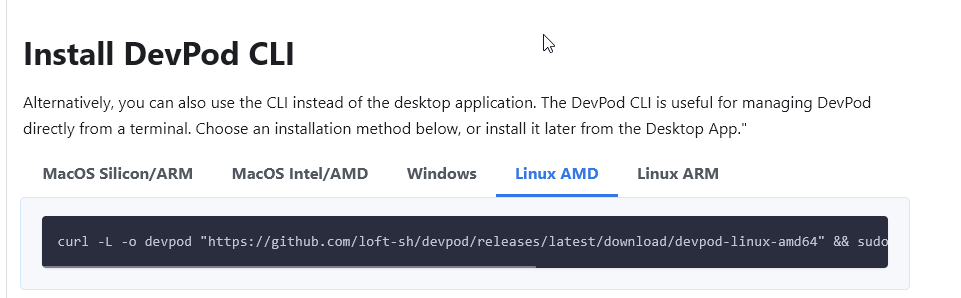 Install DevPod CLI
Alternatively, you can also use the CLI instead of the desktop application. The DevPod CLI is useful for managing DevPod
directly from a terminal. Choose an installation method below, or install it later from the Desktop App."
MacOS Silicon/ARM MacOS Intel/AMD Windows Linux AMD Linux ARM
curl -L -o devpod "https://github.com/loft-sh/devpod/releases/latest/download/devpod-linux-amd64" && sudo